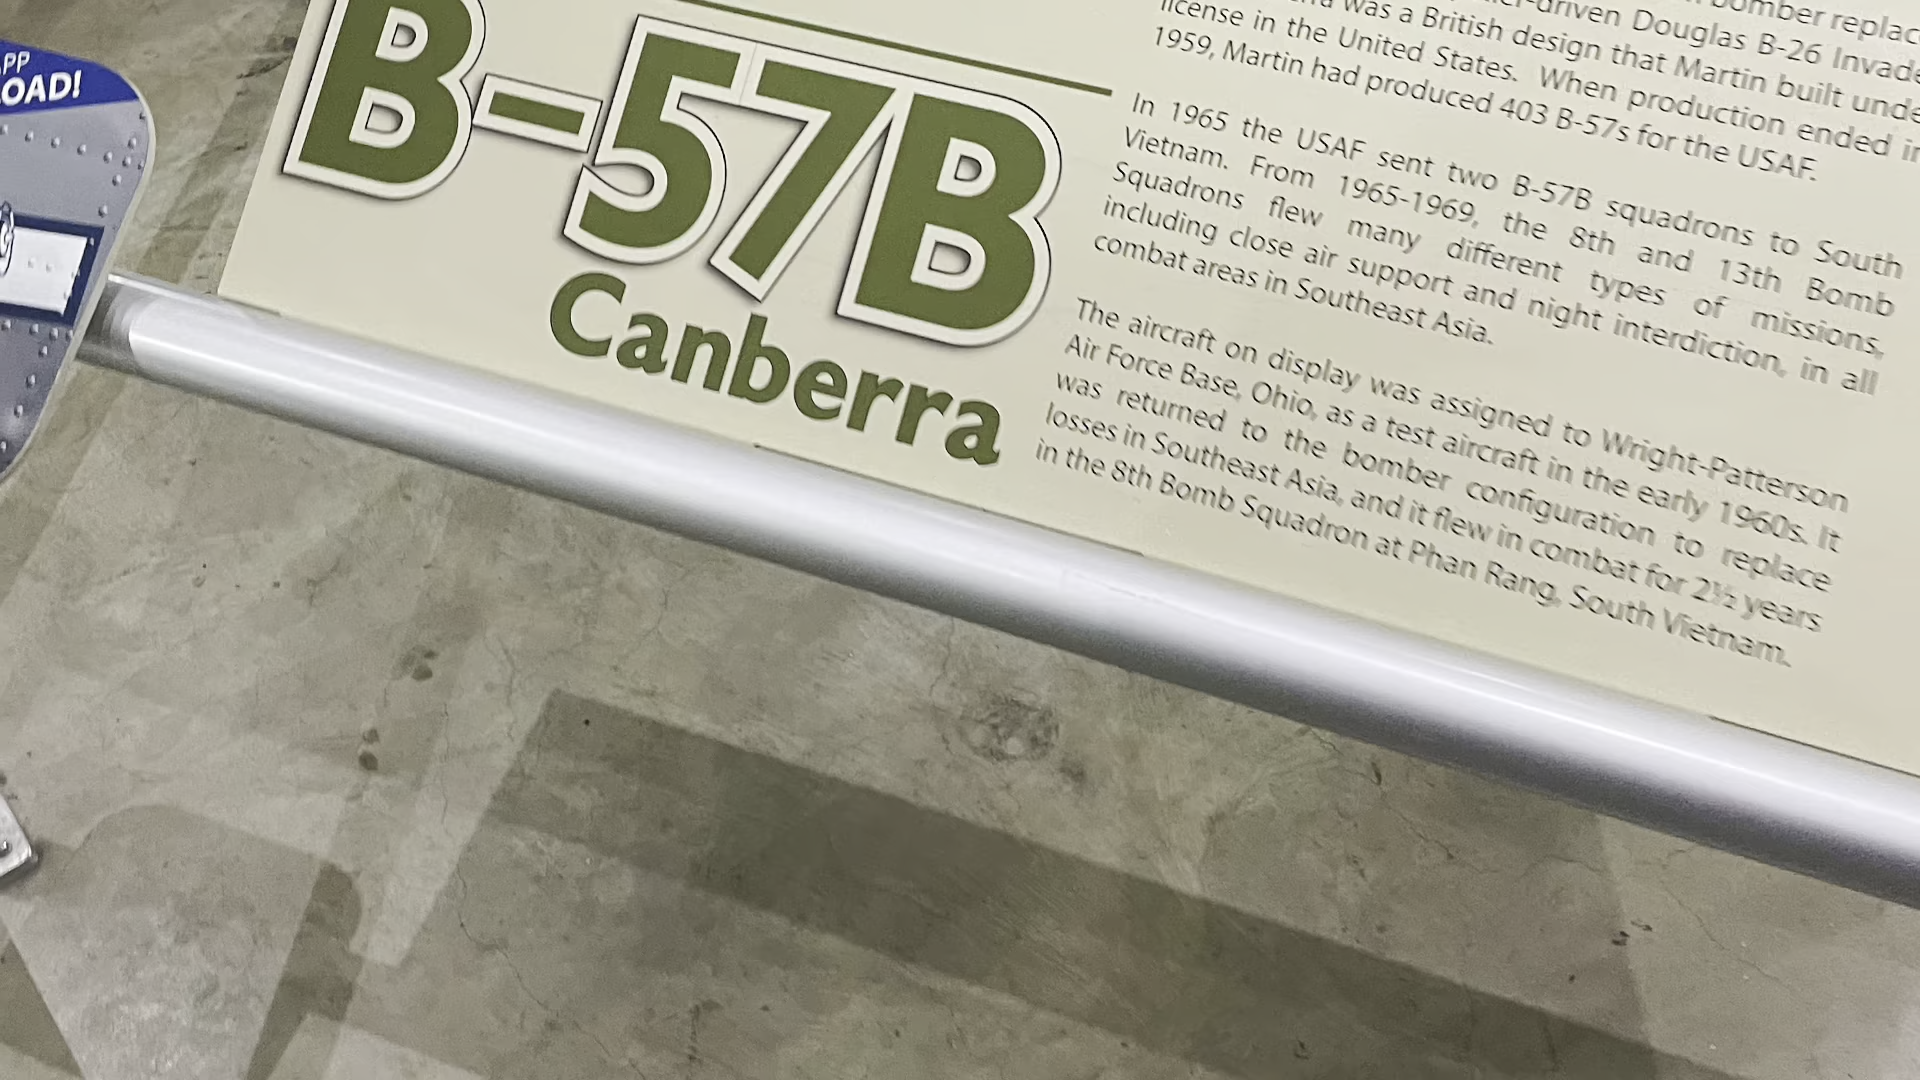 PP
OAD!
B-57B
Canberra
bomber replac
driven Douglas B-26 Invade
was a British design that Martin built unde
license in the United States. When production ended in
1959, Martin had produced 403 B-57s for the USAF.
In 1965 the USAF sent two B-57B squadrons to South
Vietnam. From 1965-1969, the 8th and 13th Bomb
Squadrons flew many different types of missions,
including close air support and night interdiction, in all
combat areas in Southeast Asia.
The aircraft on display was assigned to Wright-Patterson
Air Force Base, Ohio, as a test aircraft in the early 1960s. It
was returned to the bomber configuration to replace
losses in Southeast Asia, and it flew in combat for 2½ years
in the 8th Bomb Squadron at Phan Rang, South Vietnam.